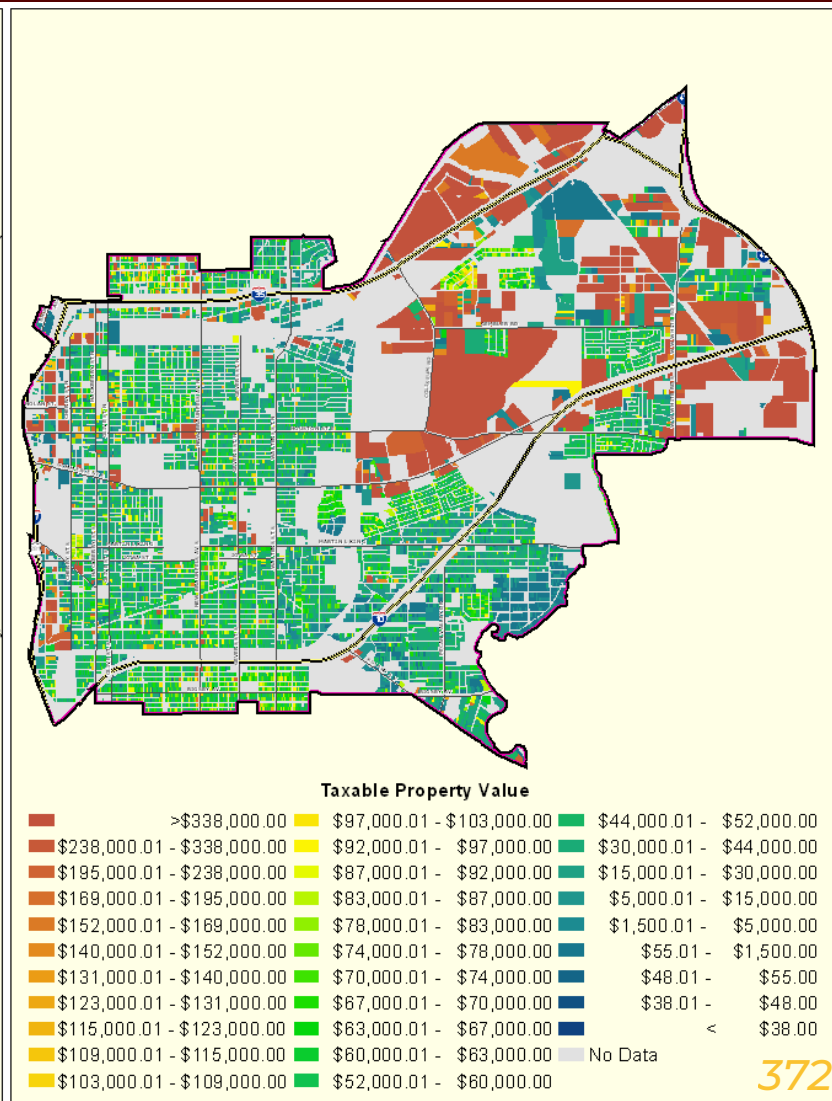 35
10
MARTIN L KING
RIGSBY AV
Taxable Property Value
>$338,000.00 $97,000.01 - $103,000.00 $44,000.01 - $52,000.00
$238,000.01 - $338,000.00 $92,000.01 - $97,000.00 $30,000.01 - $44,000.00
$195,000.01 - $238,000.00 $87,000.01 - $92,000.00 $15,000.01 - $30,000.00
$169,000.01 - $195,000.00 $83,000.01 - $87,000.00 $5,000.01 - $15,000.00
$152,000.01 - $169,000.00 $78,000.01 - $83,000.00 $1,500.01 - $5,000.00
$140,000.01 - $152,000.00 $74,000.01 - $78,000.00 $55.01 - $1,500.00
$131,000.01 - $140,000.00 $70,000.01 - $74,000.00 $48.01 - $55.00
$123,000.01 - $131,000.00 $67,000.01 - $70,000.00 $38.01 - $48.00
$115,000.01 - $123,000.00 $63,000.01 - $67,000.00 < $38.00
$109,000.01 - $115,000.00 $60,000.01 - $63,000.00 No Data
$103,000.01 - $109,000.00 $52,000.01 - $60,000.00
372